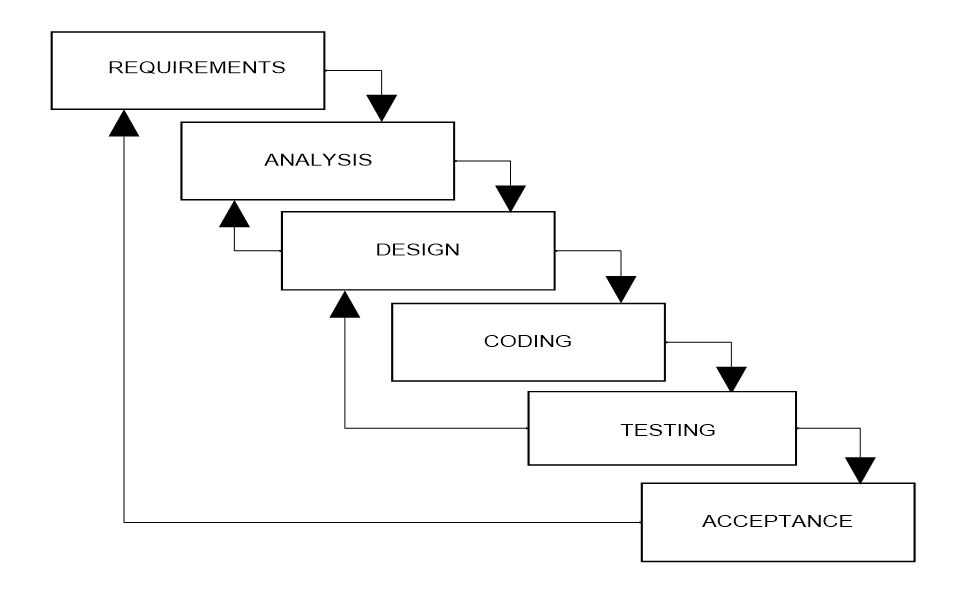 REQUIREMENTS
ANALYSIS
DESIGN
CODING
TESTING
ACCEPTANCE